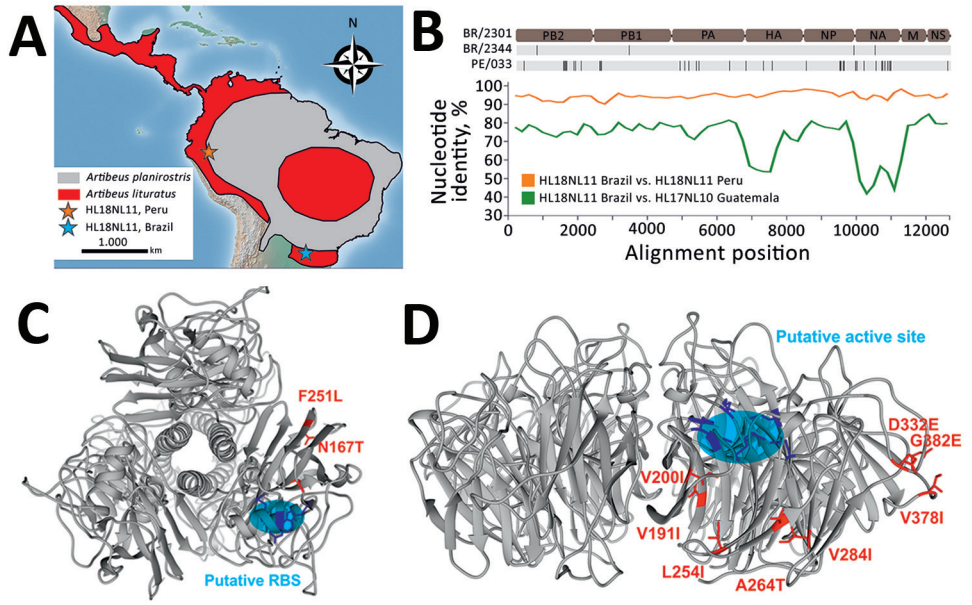 A
N
Artibeus planirostris
Artibeus lituratus
HL18NL11, Peru
HL18NL11, Brazil
1.000
km
B
BR/2301
PB2 PB1 PA HA NP NA M NS
BR/2344
PE/033
Nucleotide
identity, %
100
90
80
70
60
50
40
30
HL18NL11 Brazil vs. HL18NL11 Peru
HL18NL11 Brazil vs. HL17NL10 Guatemala
0 2000 4000 6000 8000 10000 12000
Alignment position
C
F251L
N167T
Putative RBS
D
Putative active site
D332E
G382E
V200I
V378I
V191I
V284I
L254I
A264T